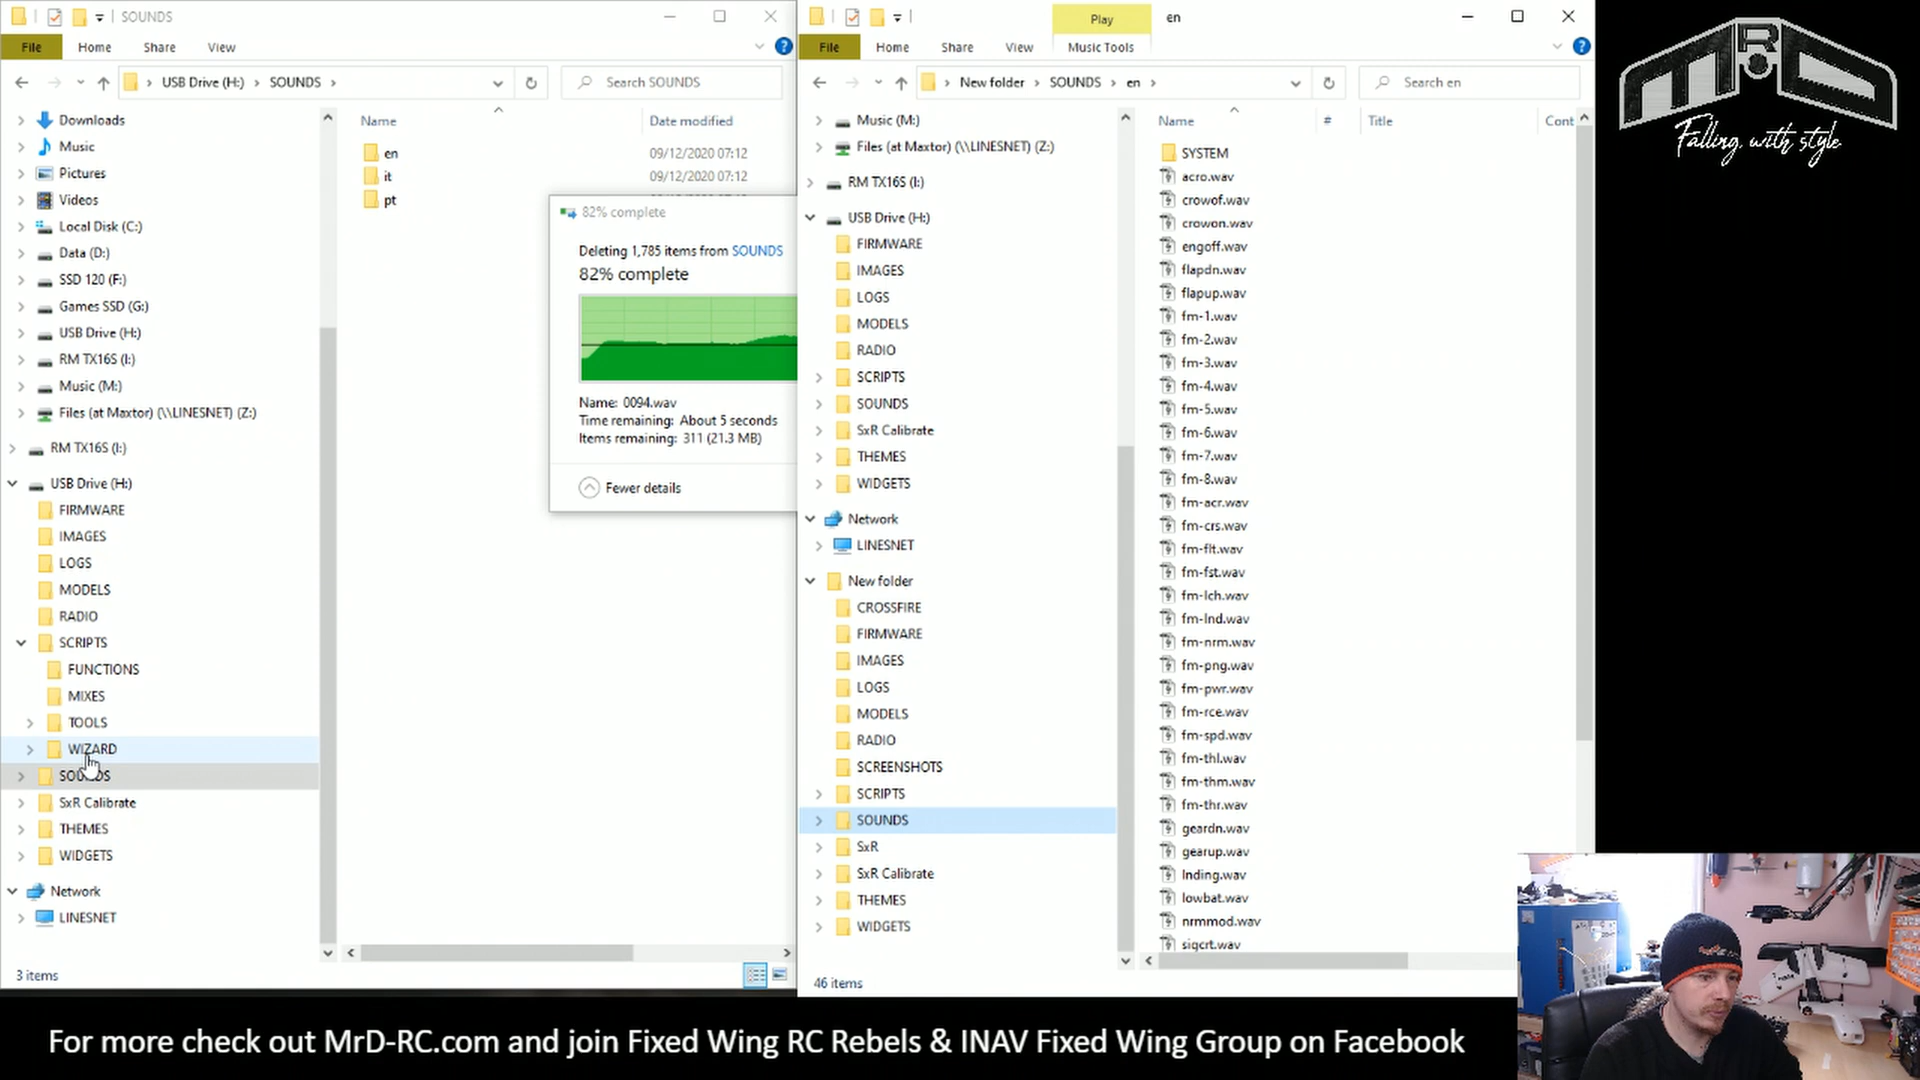 SOUNDS
File
Home
Share
View
USB Drive (H:)
SOUNDS
Search SOUNDS
Downloads
Music
Pictures
Videos
Local Disk (C:)
Data (D:)
SSD 120 (F:)
Games SSD (G:)
USB Drive (H:)
RM TX16S (I:)
Music (M:)
Files (at Maxtor) (\\LINESNET) (Z:)
RM TX16S (I:)
USB Drive (H:)
FIRMWARE
IMAGES
LOGS
MODELS
RADIO
SCRIPTS
FUNCTIONS
MIXES
TOOLS
WIZARD
SOUNDS
SxR Calibrate
THEMES
WIDGETS
Network
LINESNET
3 items
Name
Date modified
en
09/12/2020 07:12
it
09/12/2020 07:12
pt
82% complete
Deleting 1,785 items from SOUNDS
82% complete
Name: 0094.wav
Time remaining: About 5 seconds
Items remaining: 311 (21.3 MB)
Fewer details
Play
en
File
Home
Share
View
Music Tools
New folder
SOUNDS
en
Search en
Music (M:)
Files (at Maxtor) (\\LINESNET) (Z:)
RM TX16S (I:)
USB Drive (H:)
FIRMWARE
IMAGES
LOGS
MODELS
RADIO
SCRIPTS
SOUNDS
SxR Calibrate
THEMES
WIDGETS
Network
LINESNET
New folder
CROSSFIRE
FIRMWARE
IMAGES
LOGS
MODELS
RADIO
SCREENSHOTS
SCRIPTS
SOUNDS
SxR
SxR Calibrate
THEMES
WIDGETS
46 items
Name
#
Title
Cont
SYSTEM
acro.wav
crowof.wav
crowon.wav
engoff.wav
flapdn.wav
flapup.wav
fm-1.wav
fm-2.wav
fm-3.wav
fm-4.wav
fm-5.wav
fm-6.wav
fm-7.wav
fm-8.wav
fm-acr.wav
fm-crs.wav
fm-flt.wav
fm-fst.wav
fm-lch.wav
fm-lnd.wav
fm-nrm.wav
fm-png.wav
fm-pwr.wav
fm-rce.wav
fm-spd.wav
fm-thl.wav
fm-thm.wav
fm-thr.wav
geardn.wav
gearup.wav
lnding.wav
lowbat.wav
nrmmod.wav
sigcrt.wav
MRD
RC
Falling with style
For more check out MrD-RC.com and join Fixed Wing RC Rebels & INAV Fixed Wing Group on Facebook